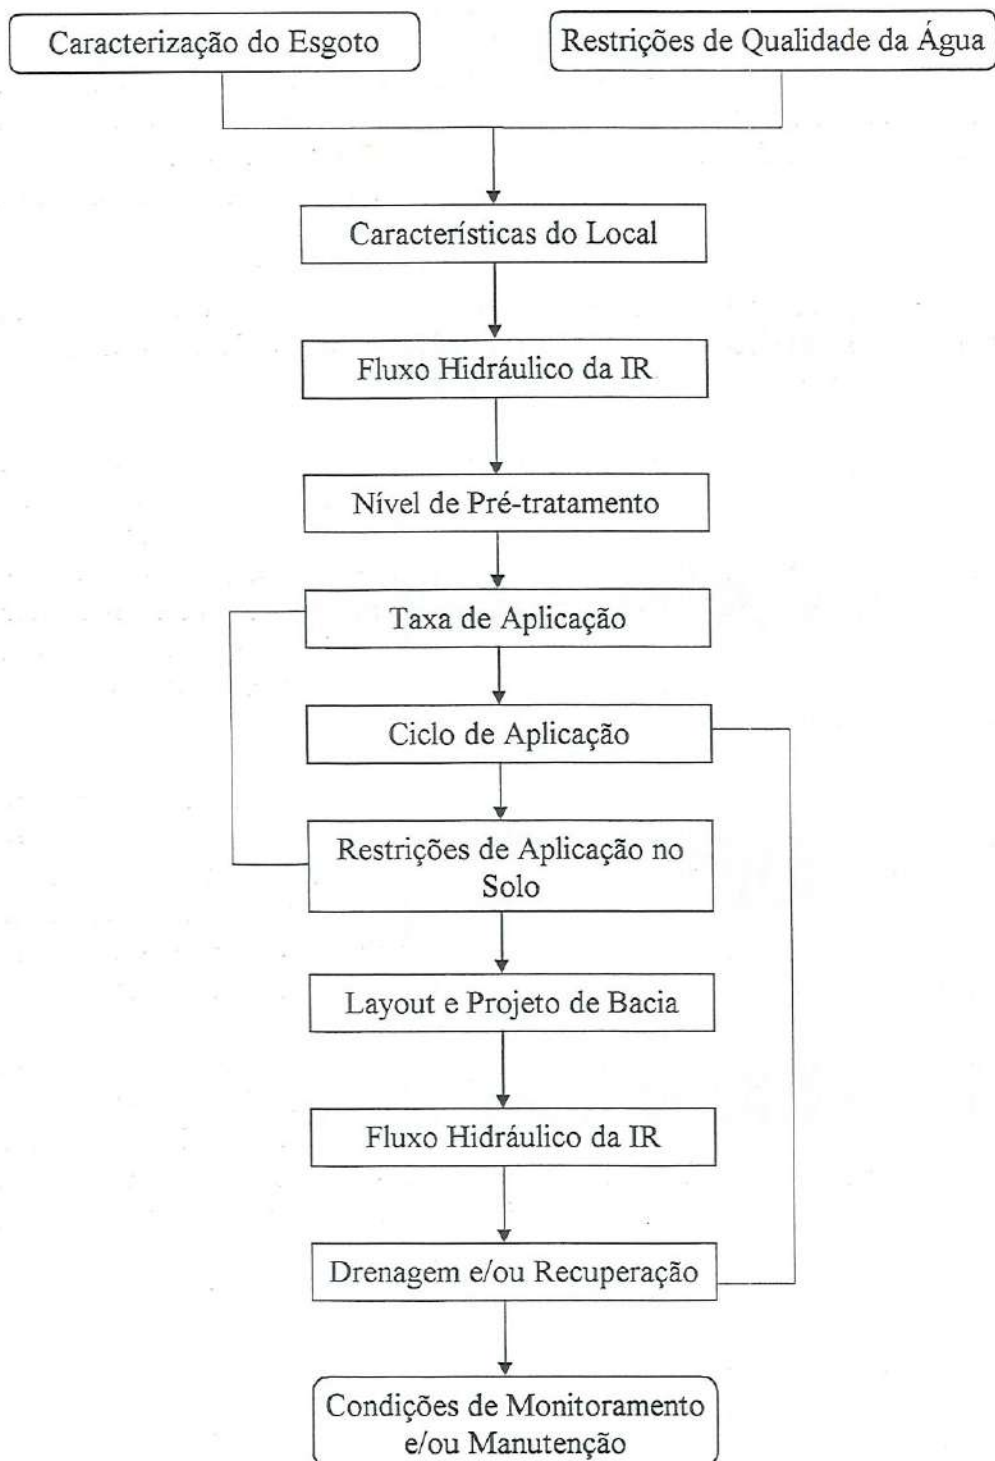 Caracterização do Esgoto
Restrições de Qualidade da Água
Características do Local
Fluxo Hidráulico da IR
Nível de Pré-tratamento
Taxa de Aplicação
Ciclo de Aplicação
Restrições de Aplicação no
Solo
Layout e Projeto de Bacia
Fluxo Hidráulico da IR
Drenagem e/ou Recuperação
Condições de Monitoramento
e/ou Manutenção